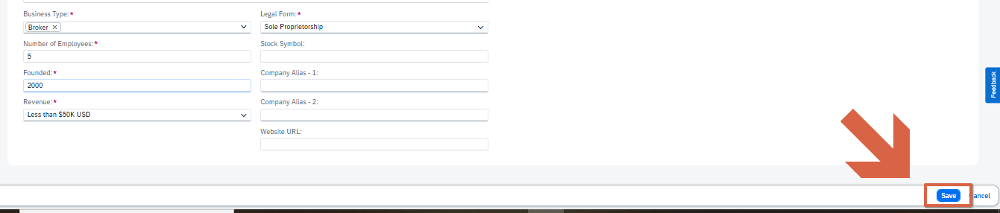 Business Type:*
Legal Form:*
Broker ×
Sole Proprietorship
Number of Employees:*
Stock Symbol:
5
Founded:*
Company Alias - 1:
2000
Revenue:*
Company Alias - 2:
Less than $50K USD
Website URL:
Feedback
Save
ancel